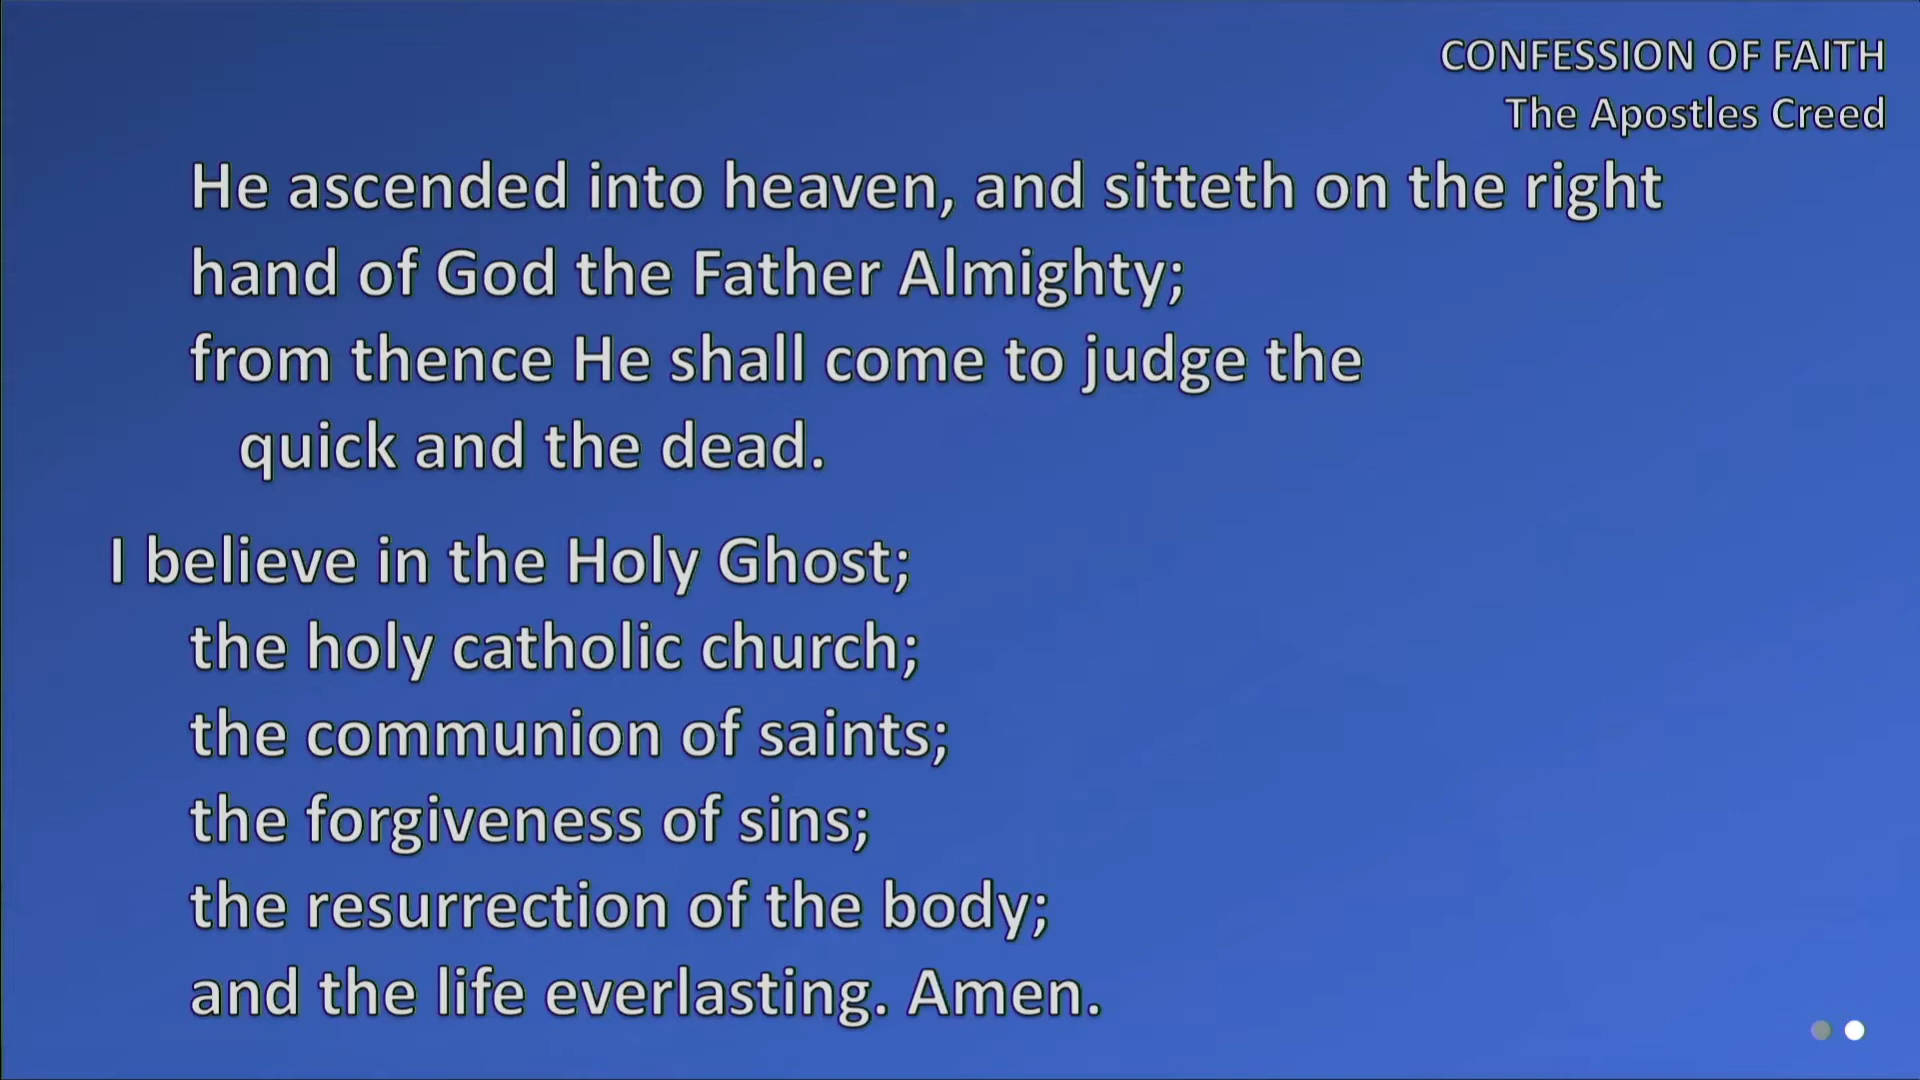 CONFESSION OF FAITH
The Apostles Creed
He ascended into heaven, and sitteth on the right
hand of God the Father Almighty;
from thence He shall come to judge the
quick and the dead.
I believe in the Holy Ghost;
the holy catholic church;
the communion of saints;
the forgiveness of sins;
the resurrection of the body;
and the life everlasting. Amen.